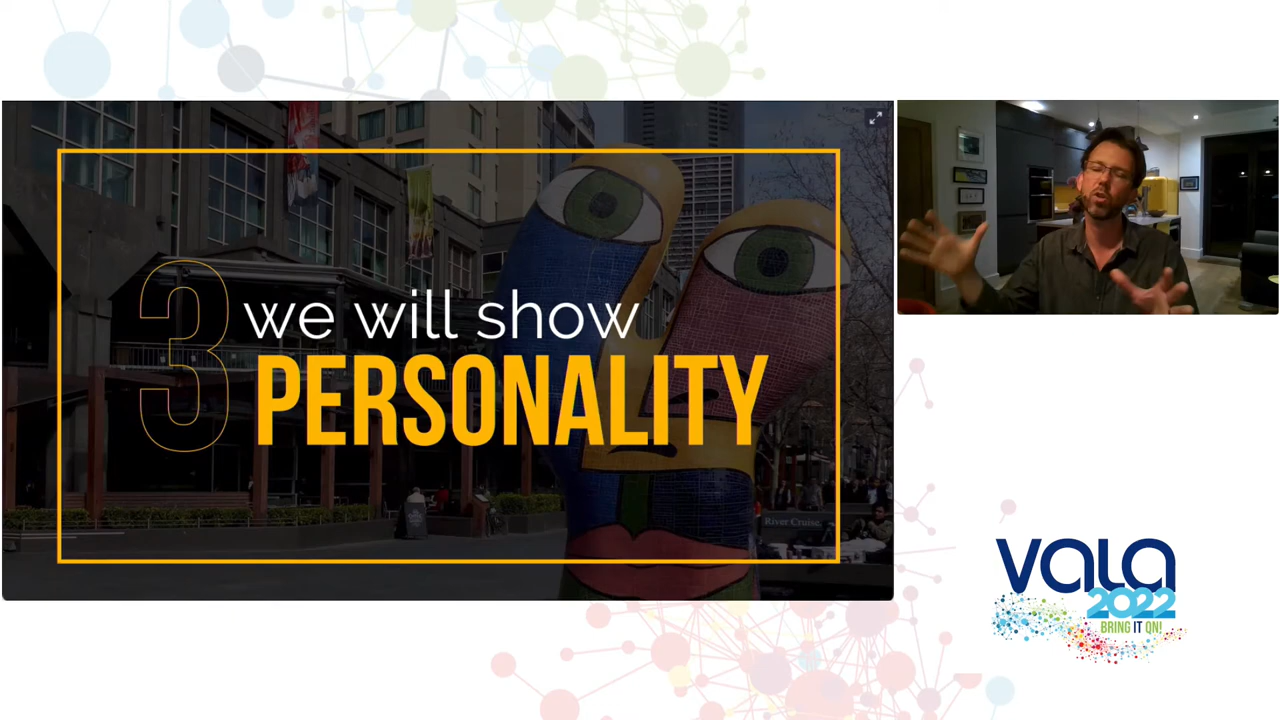 3
we will show
PERSONALITY
River Cruise
VALA
2022
BRING IT ON!